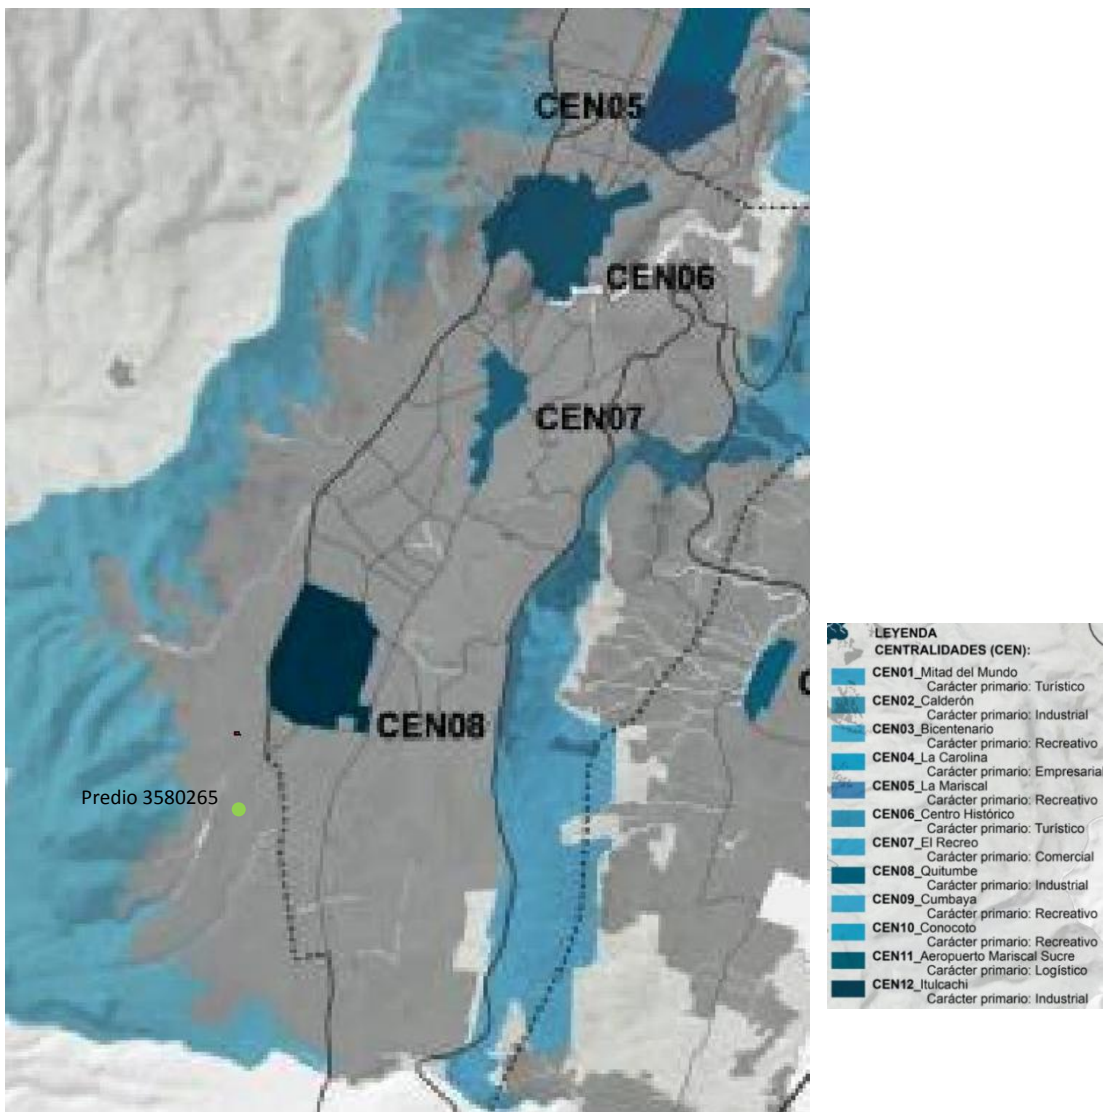 CEN05
CEN06
CEN07
CEN08
C
Predio 3580265
LEYENDA
CENTRALIDADES (CEN):
CEN01_Mitad del Mundo
Carácter primario: Turístico
CEN02_Calderón
Carácter primario: Industrial
CEN03_Bicentenario
Carácter primario: Recreativo
CEN04_La Carolina
Carácter primario: Empresarial
CEN05_La Mariscal
Carácter primario: Recreativo
CEN06_Centro Histórico
Carácter primario: Turístico
CEN07_El Recreo
Carácter primario: Comercial
CEN08_Quitumbe
Carácter primario: Industrial
CEN09_Cumbaya
Carácter primario: Recreativo
CEN10_Conocoto
Carácter primario: Recreativo
CEN11_Aeropuerto Mariscal Sucre
Carácter primario: Logístico
CEN12_Itulcachi
Carácter primario: Industrial